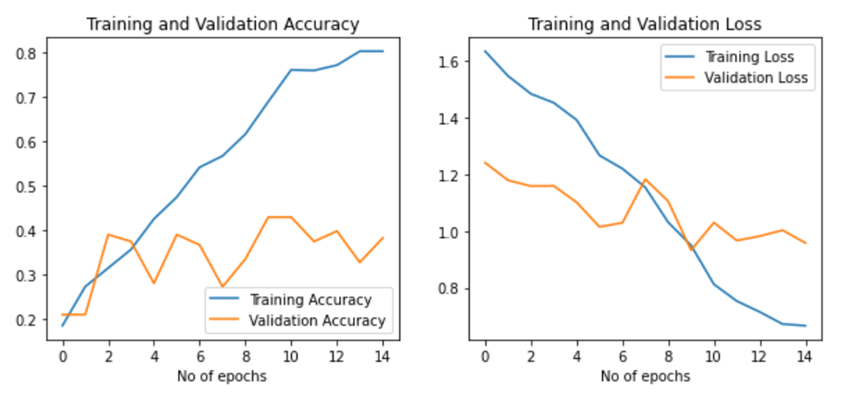 Training and Validation Accuracy
0.8
0.7
0.6
0.5
0.4
0.3
0.2
Training Accuracy
Validation Accuracy
0 2 4 6 8 10 12 14
No of epochs
Training and Validation Loss
Training Loss
Validation Loss
1.6
1.4
1.2
1.0
0.8
0 2 4 6 8 10 12 14
No of epochs